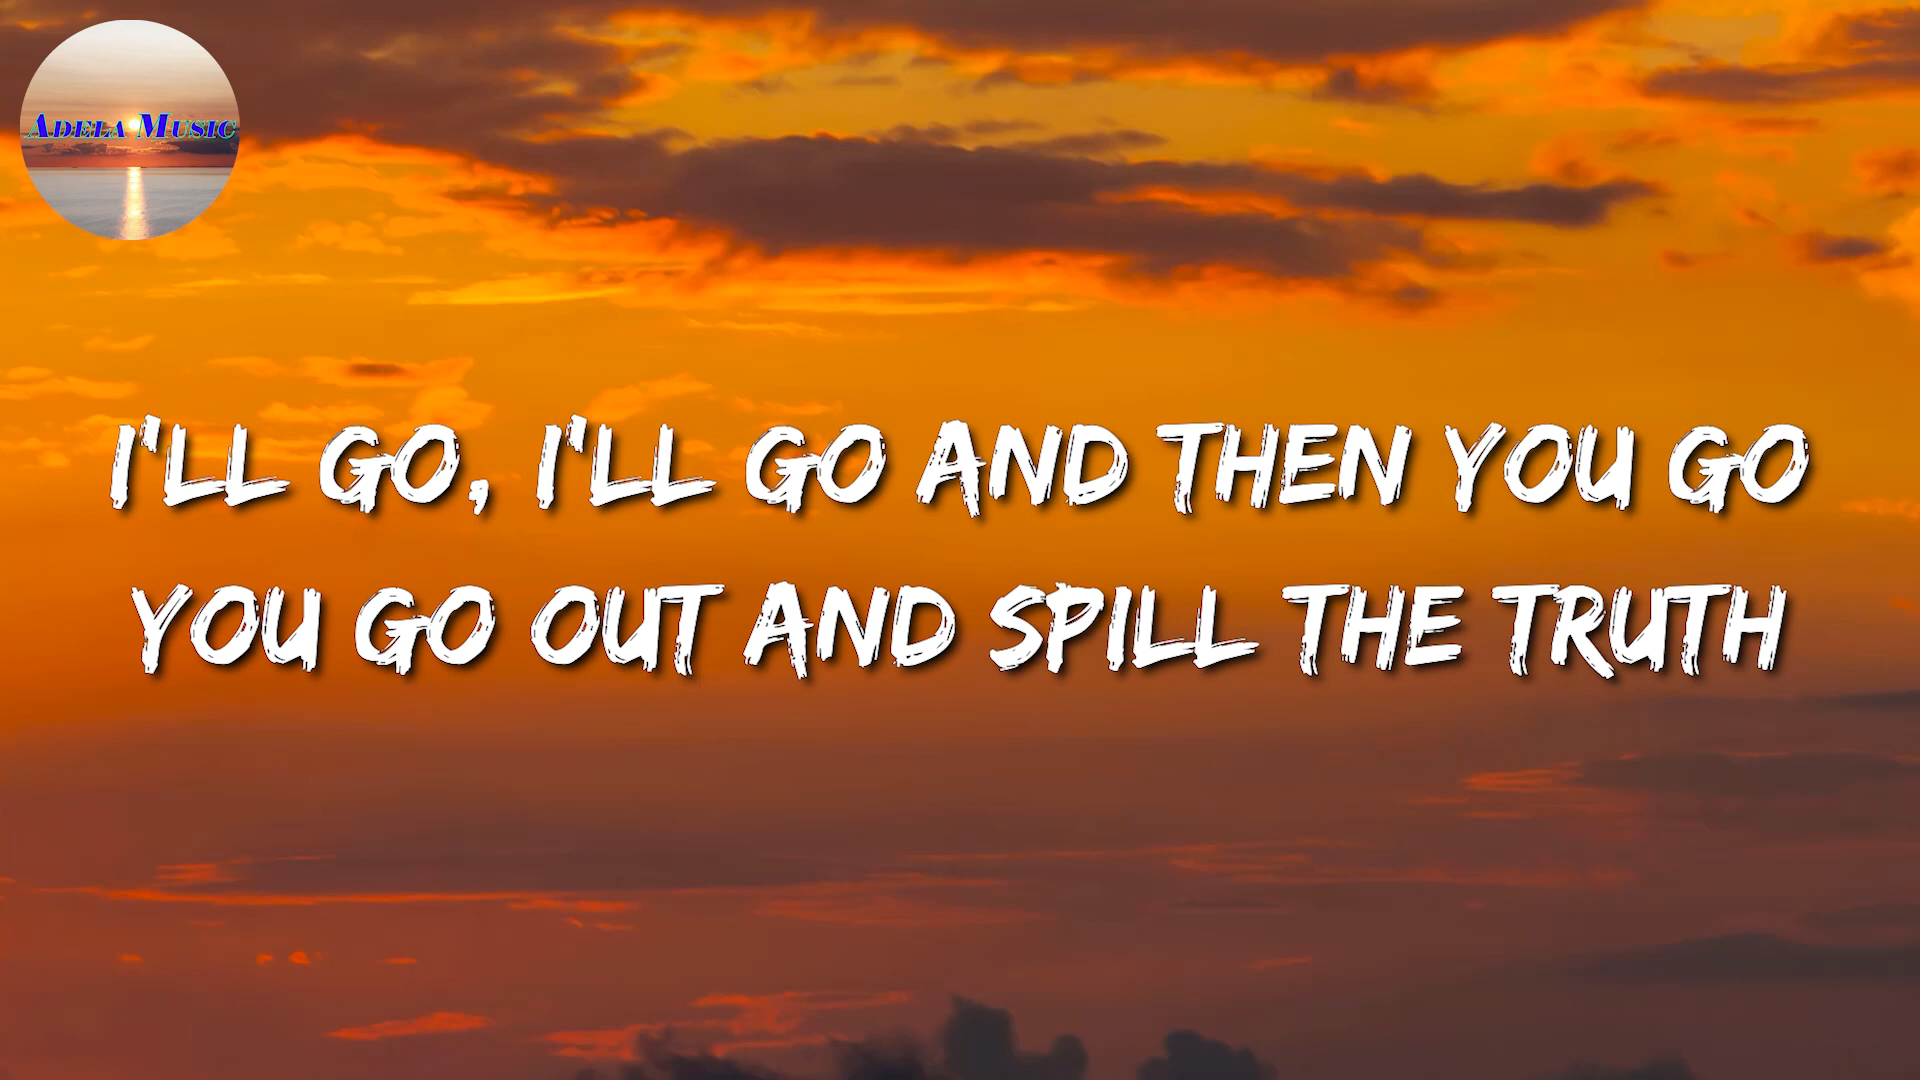 Adela Music
I'LL GO, I'LL GO AND THEN YOU GO
YOU GO OUT AND SPILL THE TRUTH